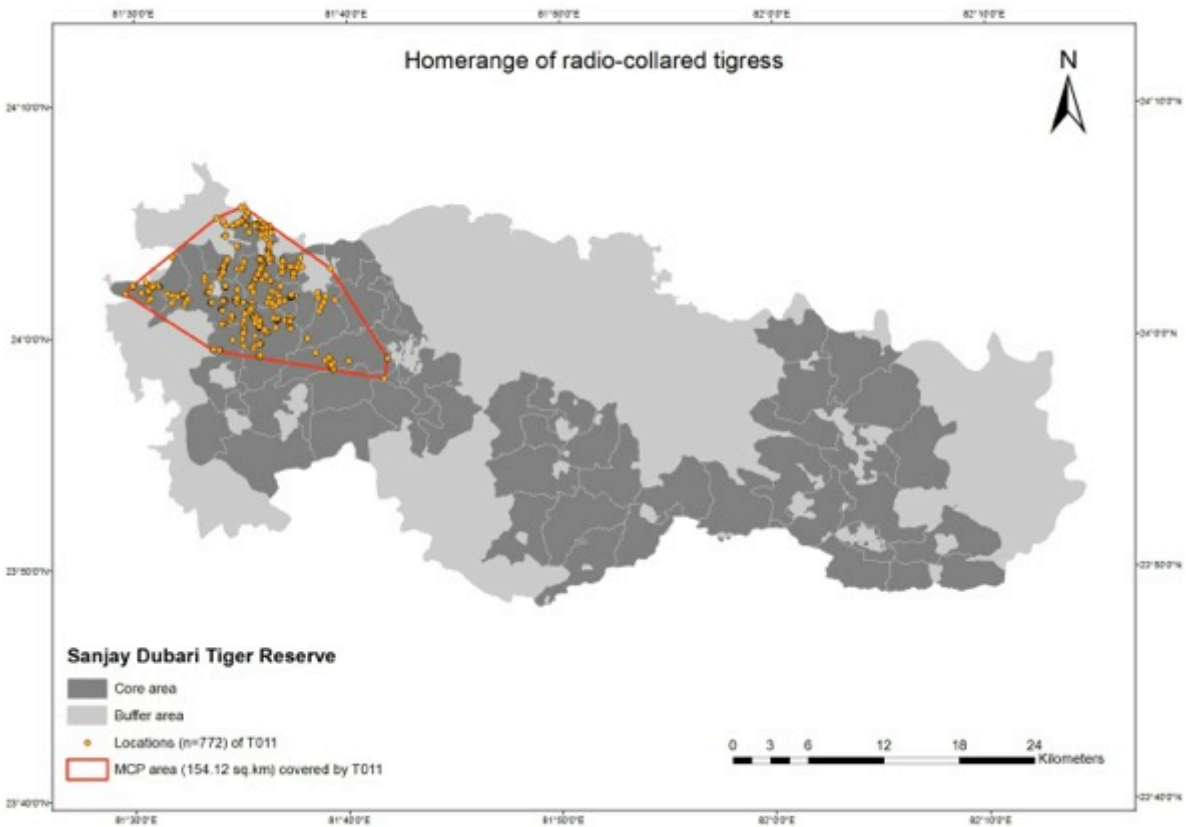 81°30'0"E 81°40'0"E 81°50'0"E 82°0'0"E 82°10'0"E
Homerange of radio-collared tigress
N
24°10'0"N 24°10'0"N
24°0'0"N 24°0'0"N
23°50'0"N 23°50'0"N
Sanjay Dubari Tiger Reserve
Core area
Buffer area
Locations (n=772) of T011
MCP area (154.12 sq.km) covered by T011
0 3 6 12 18 24
Kilometers
23°40'0"N 23°40'0"N
81°30'0"E 81°40'0"E 81°50'0"E 82°0'0"E 82°10'0"E